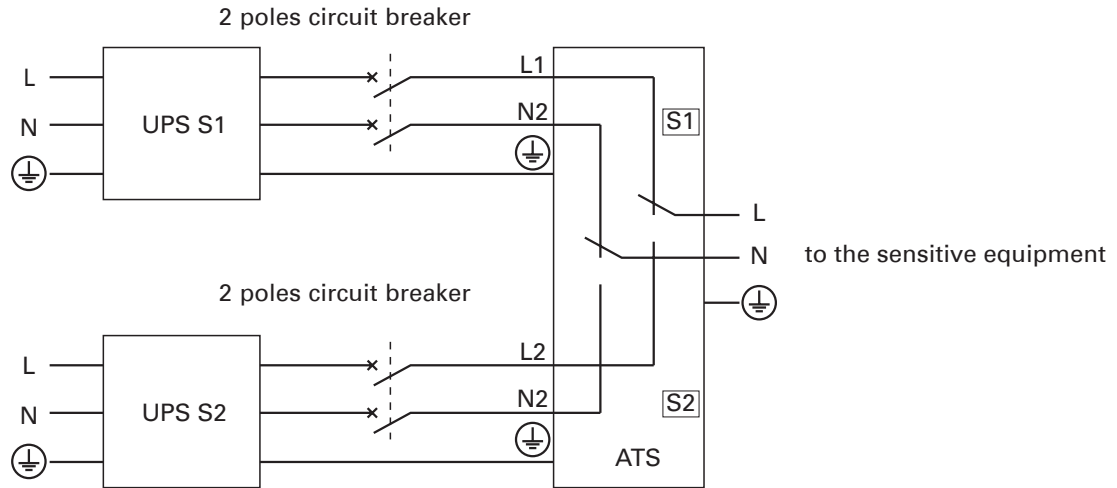 2 poles circuit breaker
L
L1
N
UPS S1
N2
S1
L
N
to the sensitive equipment
2 poles circuit breaker
L
L2
N
UPS S2
N2
S2
ATS